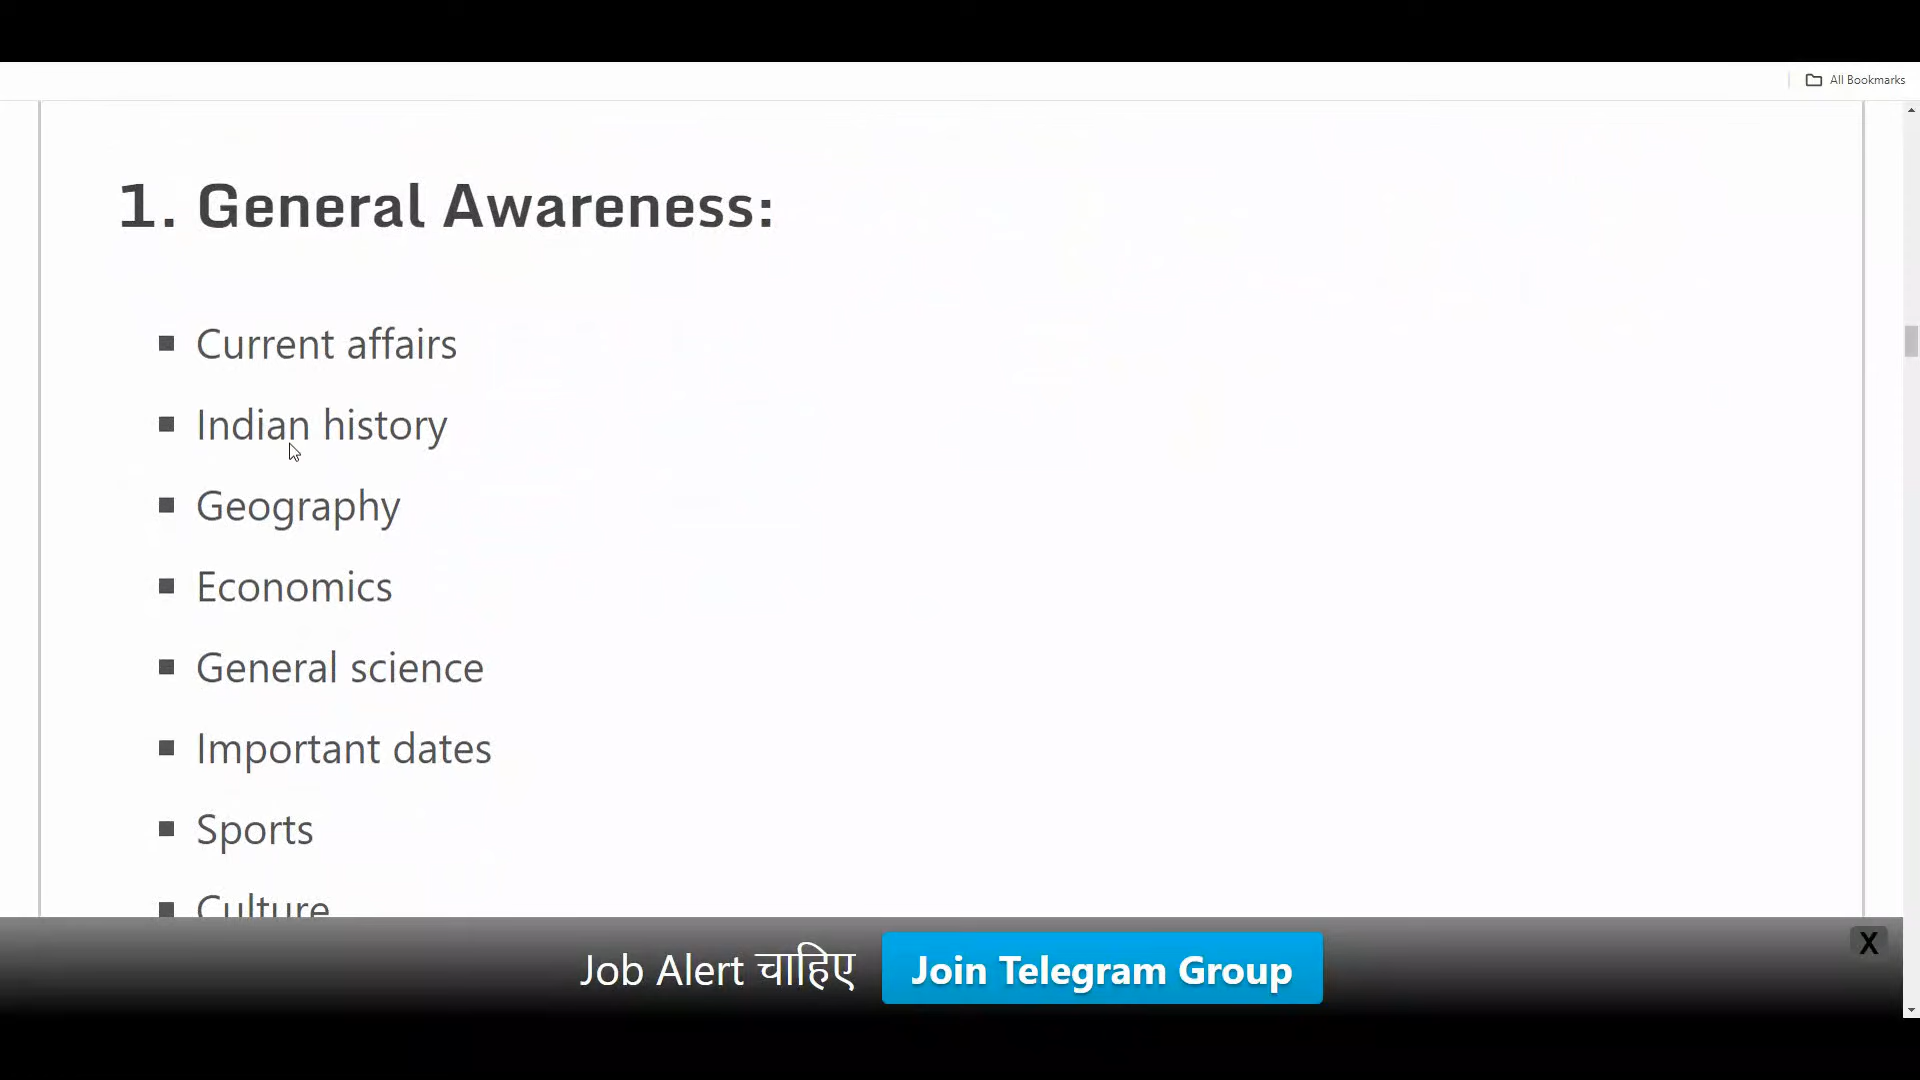 All Bookmarks
1. General Awareness:
Current affairs
Indian history
Geography
Economics
General science
Important dates
Sports
Culture
Job Alert चाहिए
Join Telegram Group
X